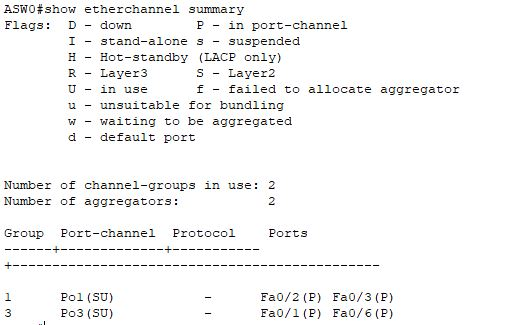 ASW0#show etherchannel summary
Flags:  D - down        P - in port-channel
        I - stand-alone s - suspended
        H - Hot-standby (LACP only)
        R - Layer3      S - Layer2
        U - in use      f - failed to allocate aggregator
        u - unsuitable for bundling
        w - waiting to be aggregated
        d - default port
Number of channel-groups in use: 2
Number of aggregators:           2
Group  Port-channel  Protocol    Ports
------+-------------+-----------
+---------------------------------------------
1      Po1(SU)           -      Fa0/2(P) Fa0/3(P)
3      Po3(SU)           -      Fa0/1(P) Fa0/6(P)